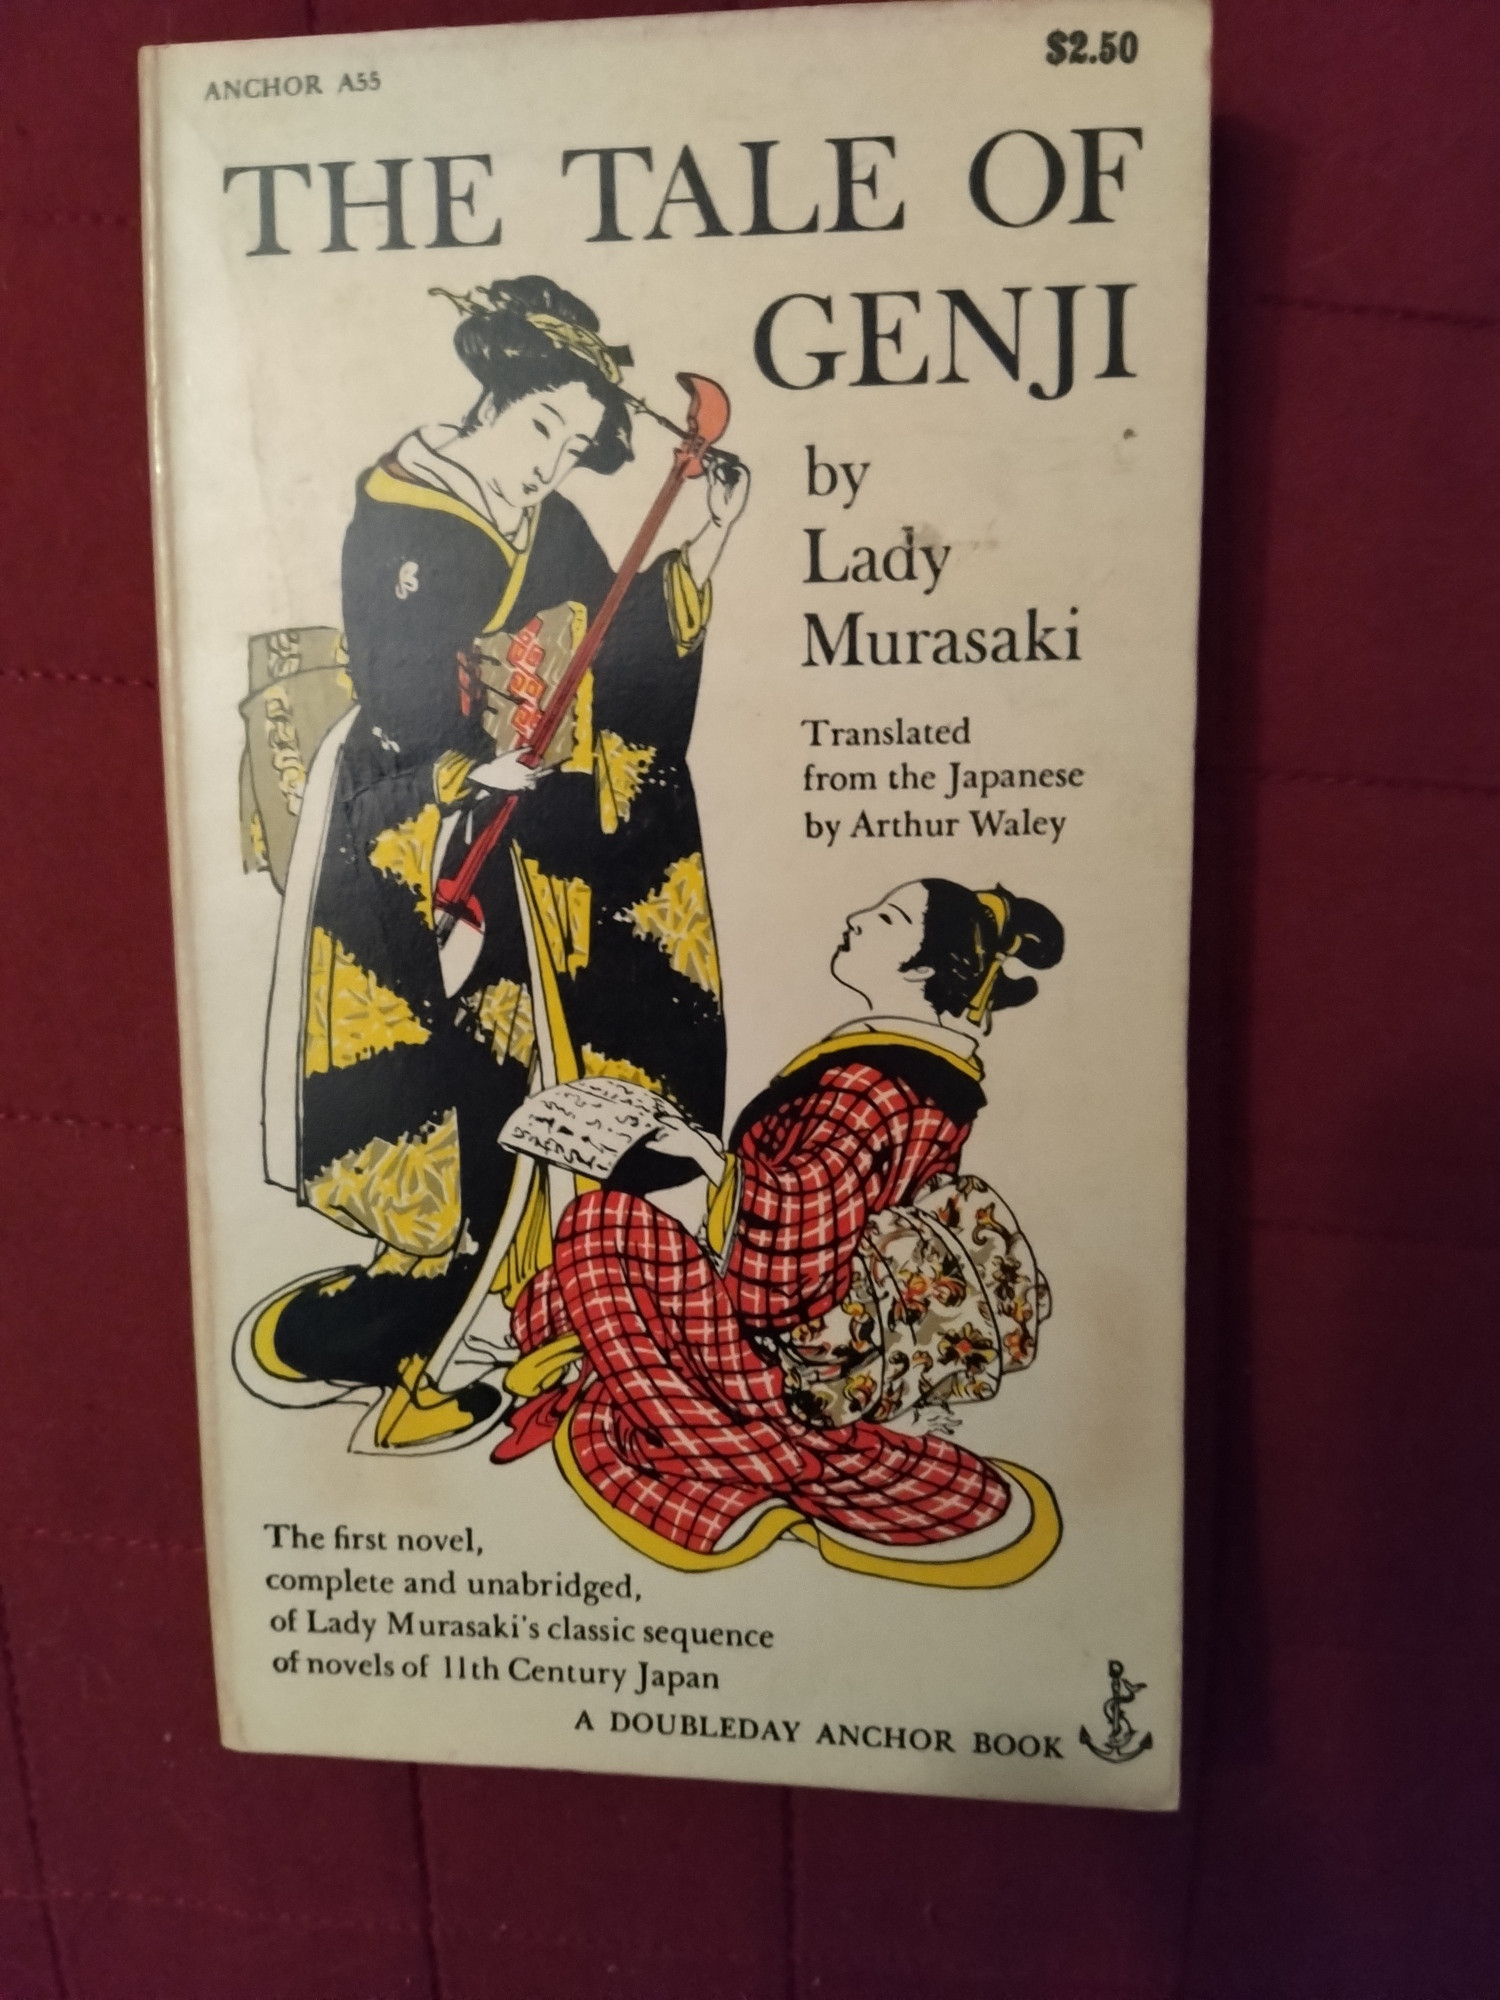 ANCHOR A55
$2.50
THE TALE OF
GENJI
by
Lady
Murasaki
Translated
from the Japanese
by Arthur Waley
The first novel,
complete and unabridged,
of Lady Murasaki's classic sequence
of novels of 11th Century Japan
A DOUBLEDAY ANCHOR BOOK